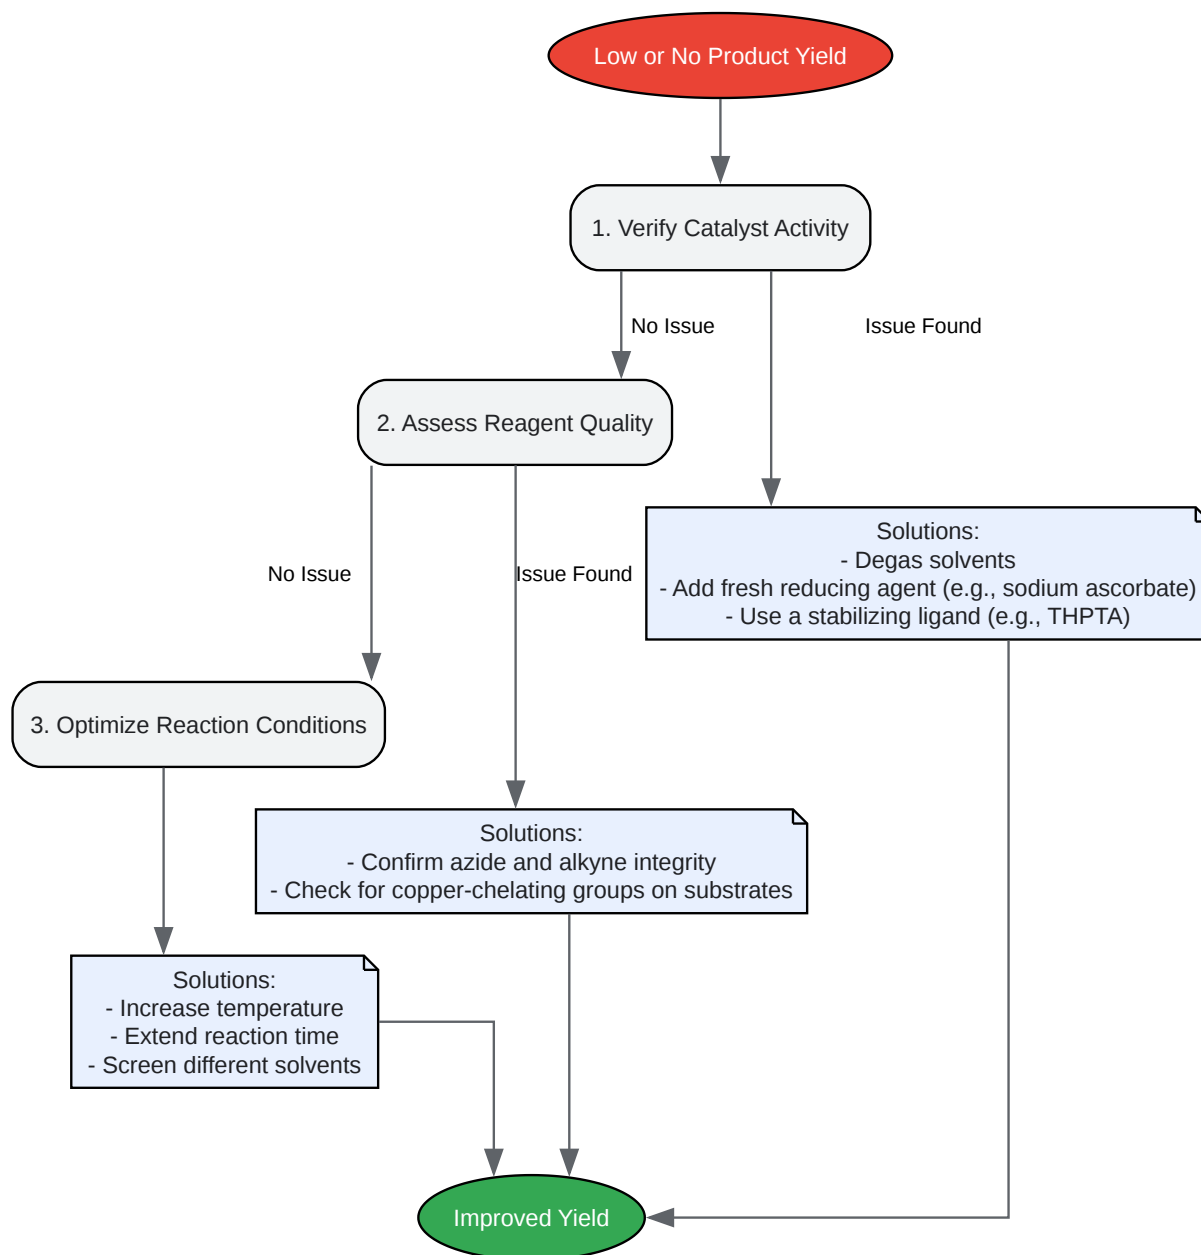 Low or No Product Yield
1. Verify Catalyst Activity
No Issue
Issue Found
2. Assess Reagent Quality
Solutions:
- Degas solvents
- Add fresh reducing agent (e.g., sodium ascorbate)
- Use a stabilizing ligand (e.g., THPTA)
No Issue
Issue Found
3. Optimize Reaction Conditions
Solutions:
- Confirm azide and alkyne integrity
- Check for copper-chelating groups on substrates
Solutions:
- Increase temperature
- Extend reaction time
- Screen different solvents
Improved Yield